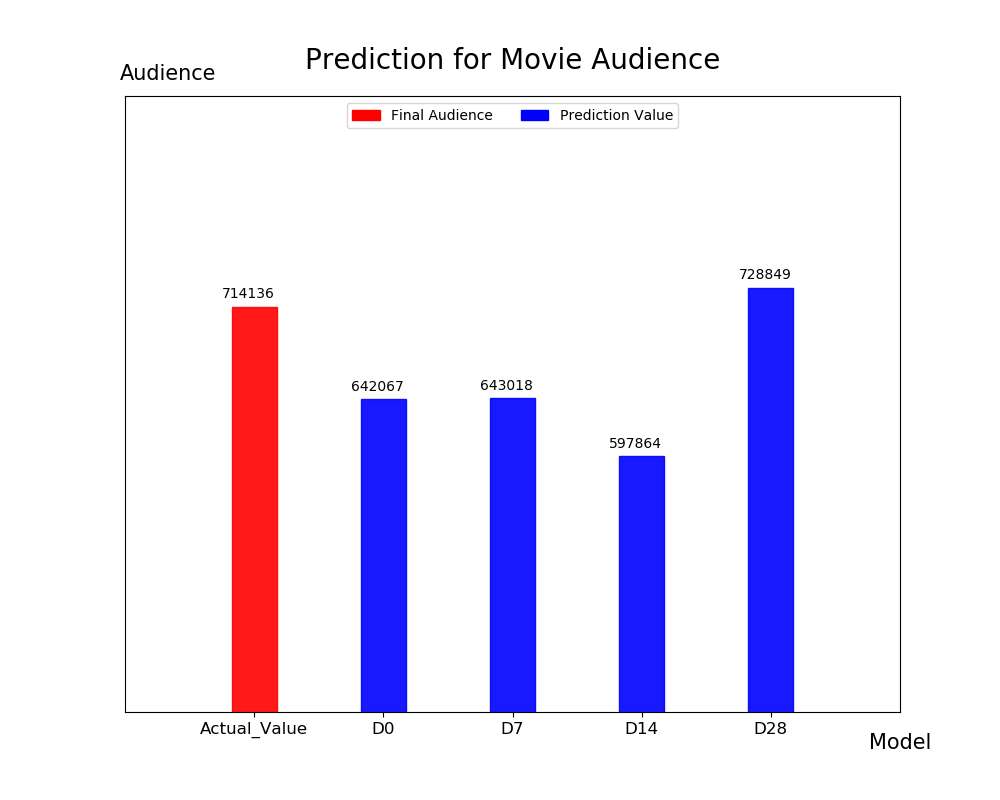 Prediction for Movie Audience
Audience
Final Audience
Prediction Value
714136
642067
643018
597864
728849
Actual_Value
D0
D7
D14
D28
Model